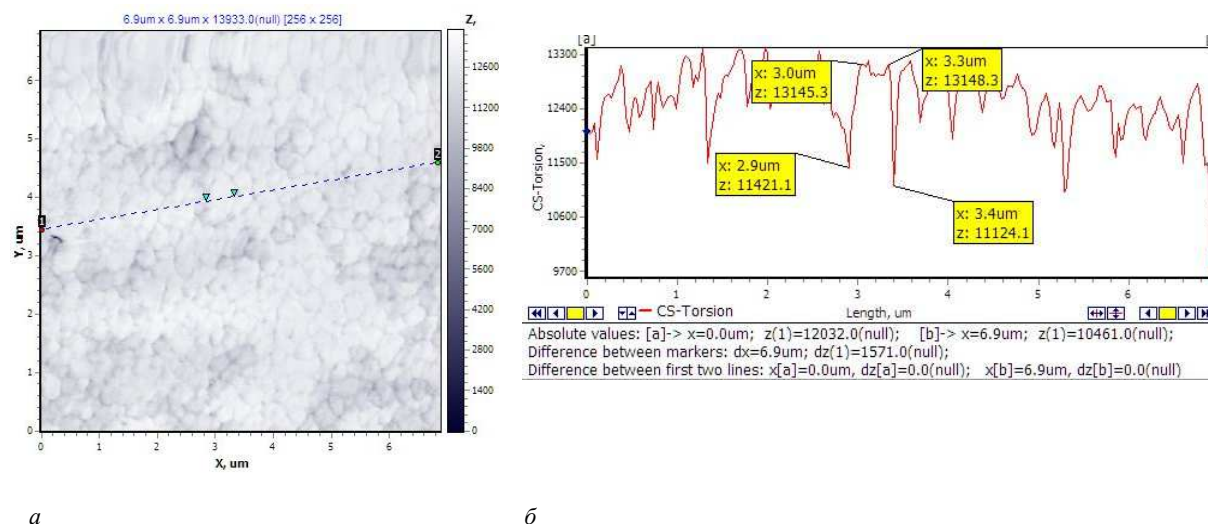 6.9um x 6.9um x 13933.0(null) [256 x 256]
Z,
12600
11200
9800
8400
7000
5600
4200
2800
1400
0
Y, um
6
5
4
3
2
1
0
1
2
0 1 2 3 4 5 6
X, um
[a]
CS-Torsion,
13300
12400
11500
10600
9700
x: 3.0um
z: 13145.3
x: 3.3um
z: 13148.3
x: 2.9um
z: 11421.1
x: 3.4um
z: 11124.1
0 1 2 3 4 5 6
CS-Torsion
Length, um
Absolute values: [a]-> x=0.0um; z(1)=12032.0(null); [b]-> x=6.9um; z(1)=10461.0(null);
Difference between markers: dx=6.9um; dz(1)=1571.0(null);
Difference between first two lines: x[a]=0.0um, dz[a]=0.0(null); x[b]=6.9um, dz[b]=0.0(null)
а б